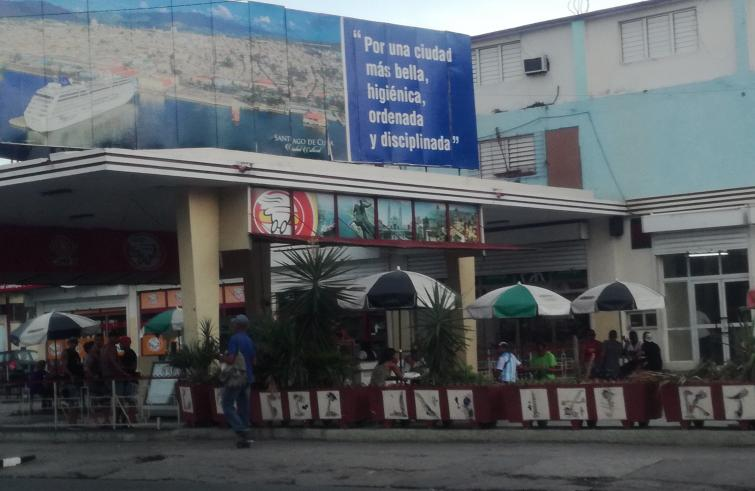 “Por una ciudad
más bella,
higiénica,
ordenada
y disciplinada”
SANTIAGO DE CUBA